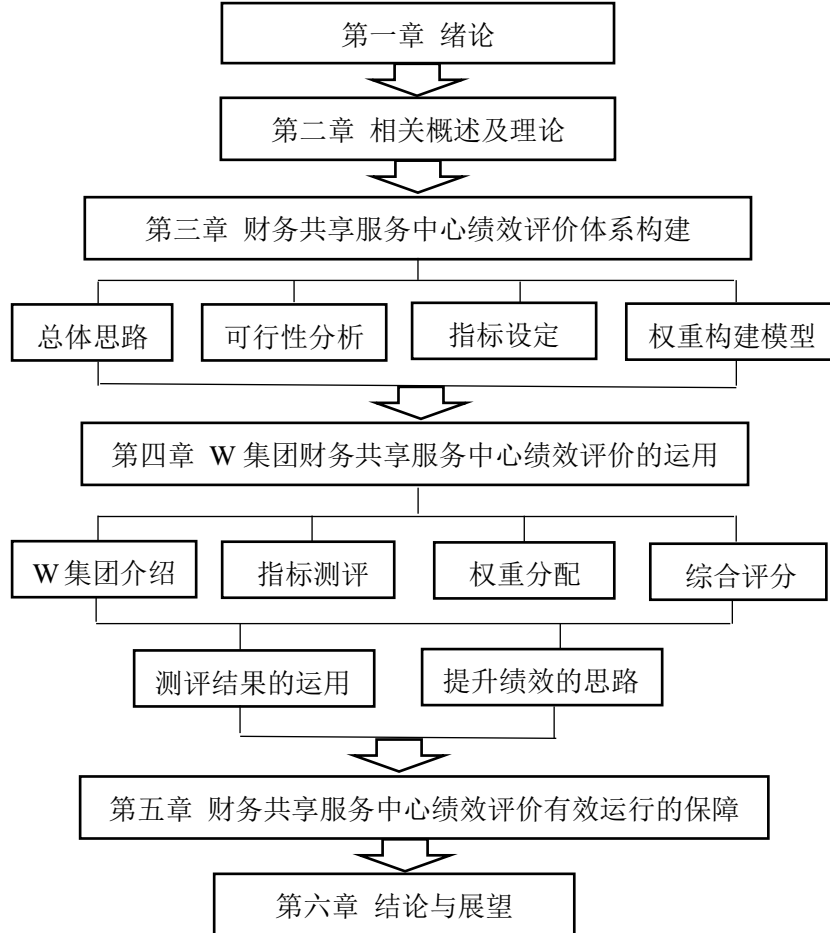 第一章 绪论
第二章 相关概述及理论
第三章 财务共享服务中心绩效评价体系构建
总体思路
可行性分析
指标设定
权重构建模型
第四章 W 集团财务共享服务中心绩效评价的运用
W 集团介绍
指标测评
权重分配
综合评分
测评结果的运用
提升绩效的思路
第五章 财务共享服务中心绩效评价有效运行的保障
第六章 结论与展望